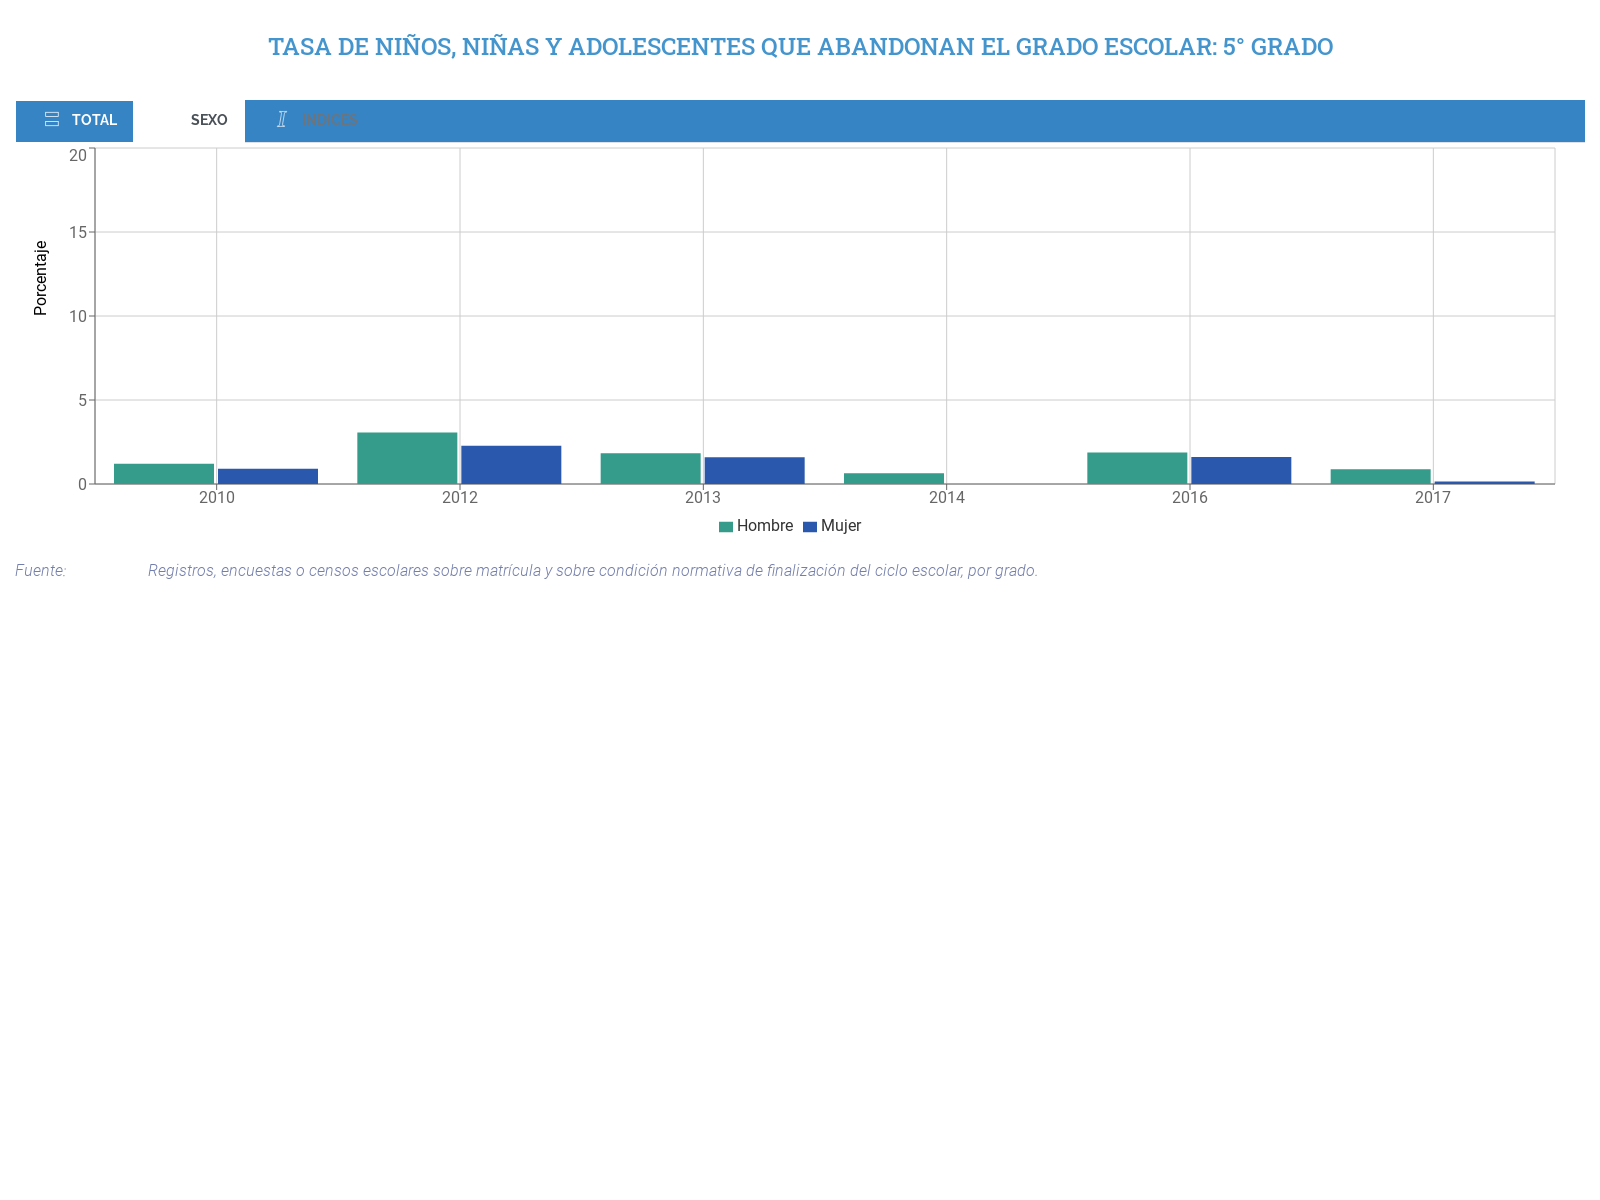 TASA DE NIÑOS, NIÑAS Y ADOLESCENTES QUE ABANDONAN EL GRADO ESCOLAR: 5° GRADO
TOTAL SEXO INDICES
20
15
10
5
0
Porcentaje
2010 2012 2013 2014 2016 2017
Hombre Mujer
Fuente: Registros, encuestas o censos escolares sobre matrícula y sobre condición normativa de finalización del ciclo escolar, por grado.